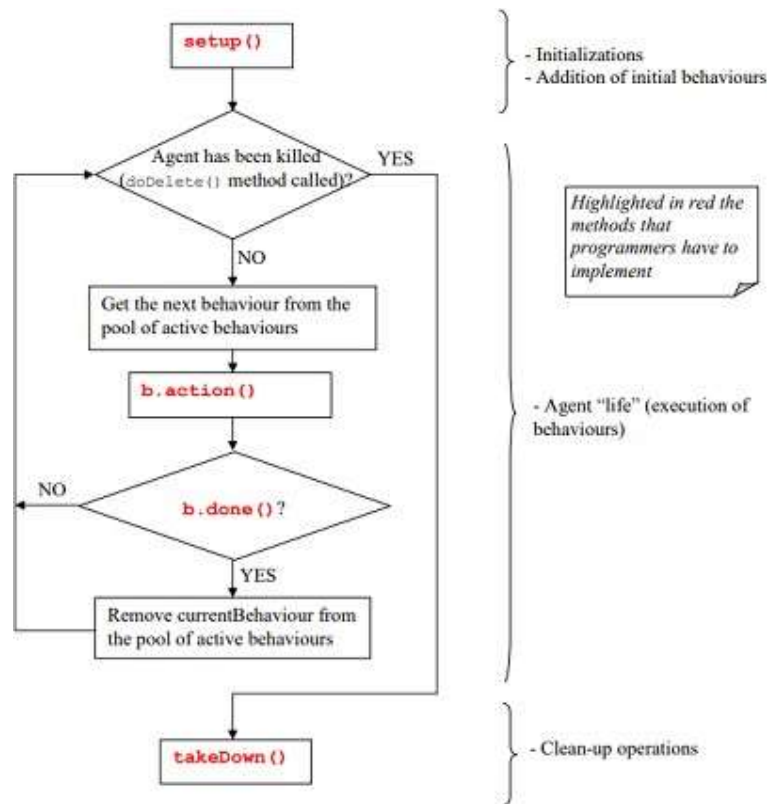 setup()
- Initializations
- Addition of initial behaviours
Agent has been killed
(doDelete() method called)?
YES
NO
Highlighted in red the
methods that
programmers have to
implement
Get the next behaviour from the
pool of active behaviours
b.action()
- Agent “life” (execution of
behaviours)
NO
b.done()?
YES
Remove currentBehaviour from
the pool of active behaviours
takeDown()
- Clean-up operations